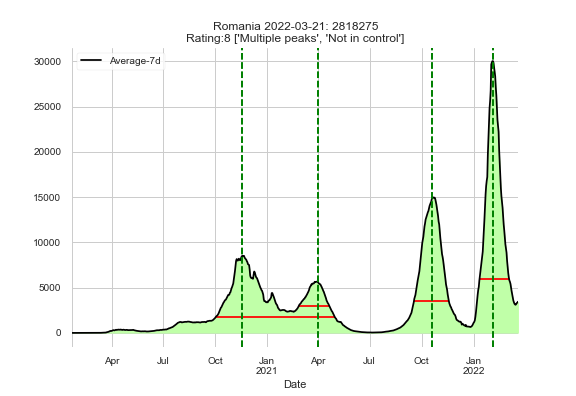 Romania 2022-03-21: 2818275
Rating:8 ['Multiple peaks', 'Not in control']
Average-7d
30000
25000
20000
15000
10000
5000
0
Apr Jul Oct Jan Apr Jul Oct Jan
2021 2022
Date